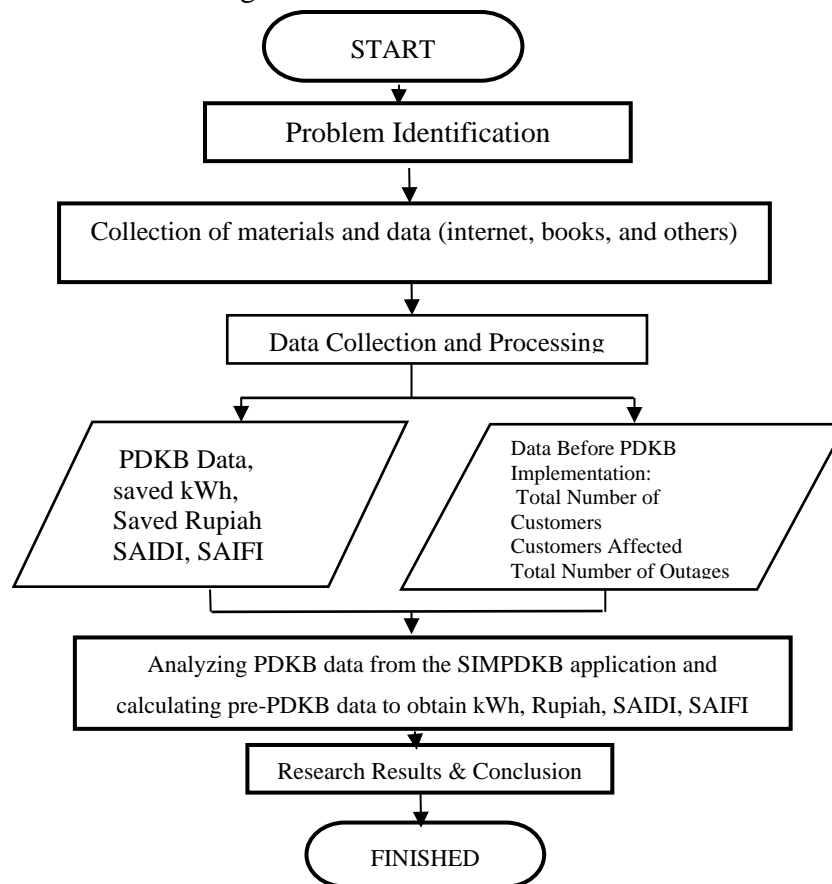 START
Problem Identification
Collection of materials and data (internet, books, and others)
Data Collection and Processing
PDKB Data,
saved kWh,
Saved Rupiah
SAIDI, SAIFI
Data Before PDKB
Implementation:
Total Number of
Customers
Customers Affected
Total Number of Outages
Analyzing PDKB data from the SIMPDKB application and
calculating pre-PDKB data to obtain kWh, Rupiah, SAIDI, SAIFI
Research Results & Conclusion
FINISHED